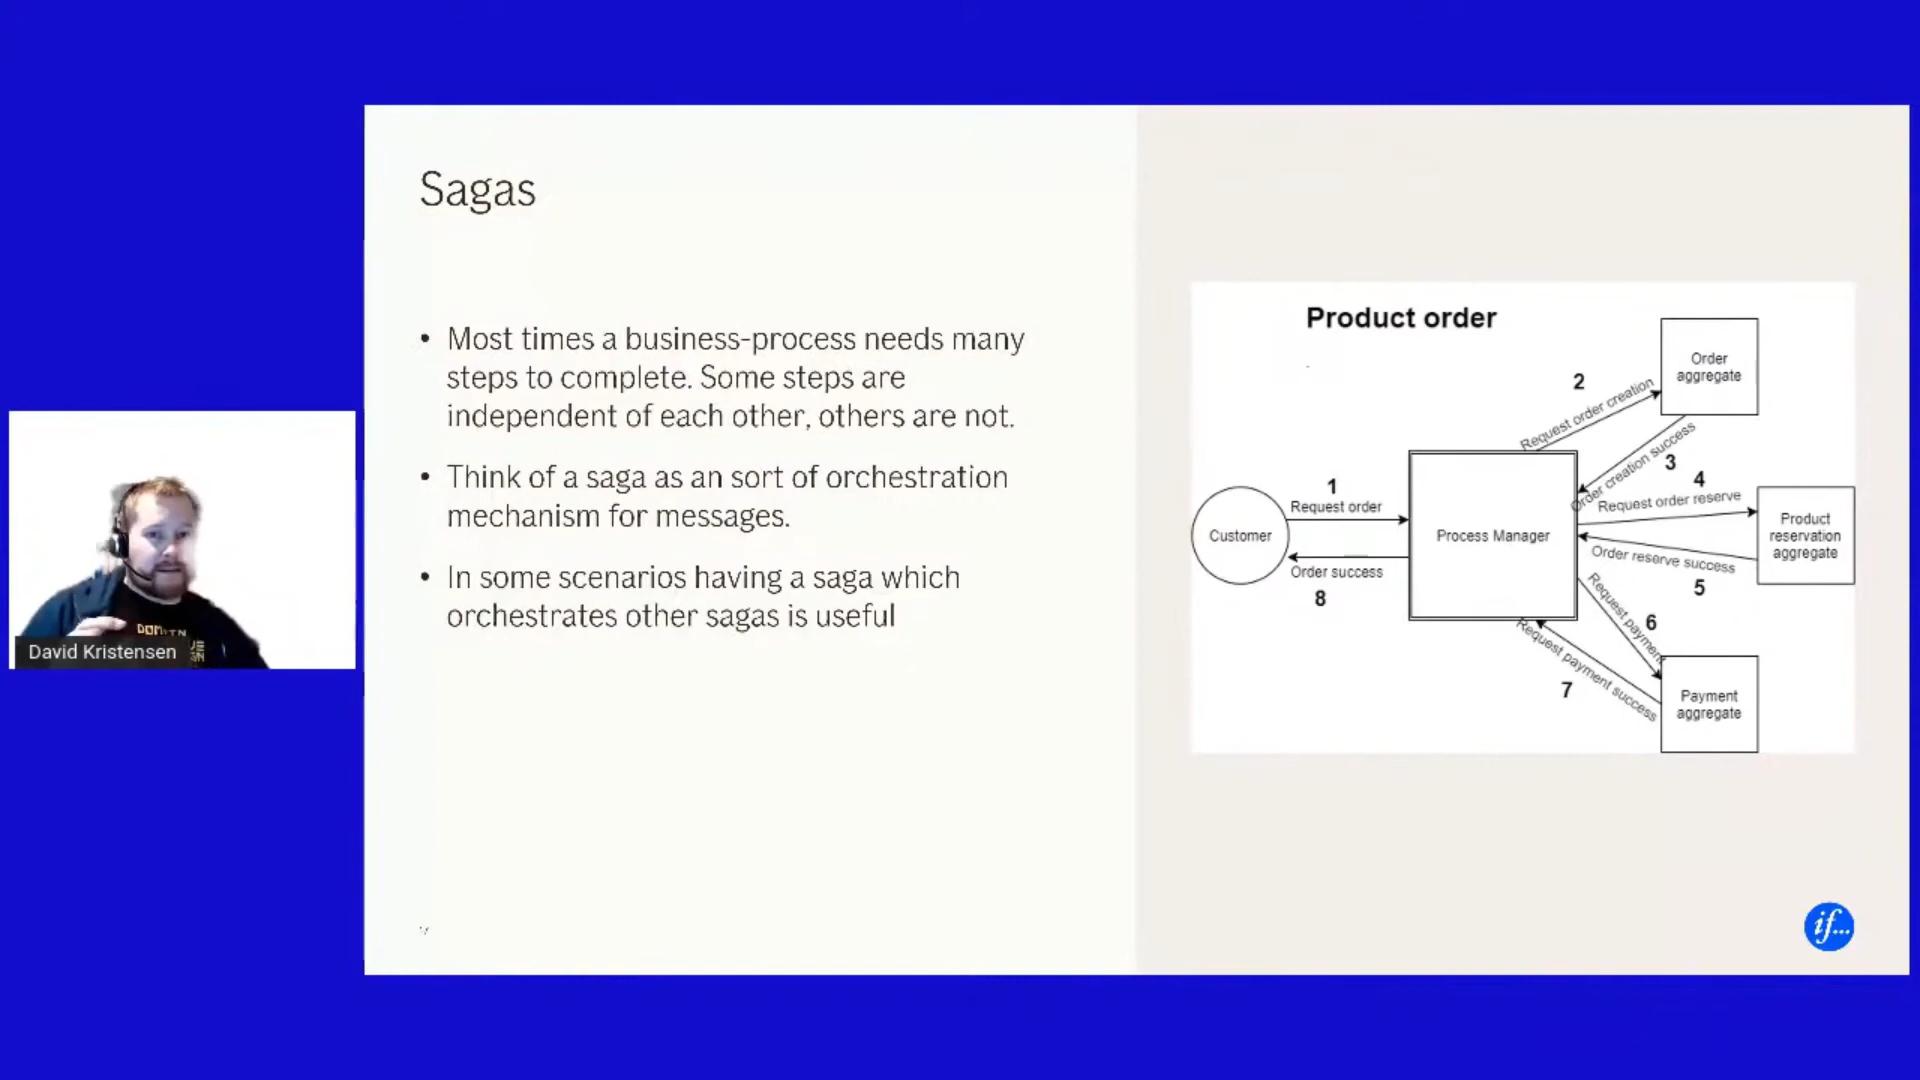 Sagas
• Most times a business-process needs many
steps to complete. Some steps are
independent of each other, others are not.
• Think of a saga as an sort of orchestration
mechanism for messages.
• In some scenarios having a saga which
orchestrates other sagas is useful
Product order
Order
aggregate
2
Request order creation
Order creation success
3
4
Request order reserve
1
Request order
Customer
Process Manager
Product
reservation
aggregate
Order reserve success
5
Order success
8
Request payment
6
Request payment success
7
Payment
aggregate
DOMAIN
David Kristensen
if...